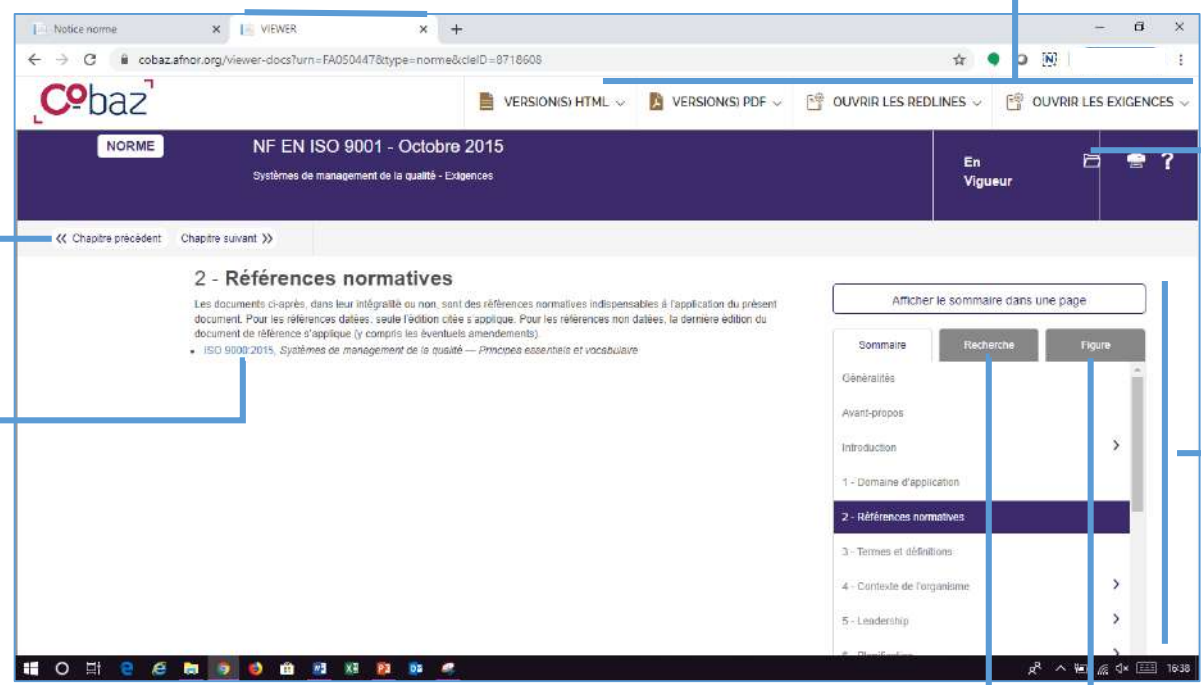 Notice norme
VIEWER
cobaz.afnor.org/viewer-docs?urn=FA050447&type=norme&cleID=8718608
Cobaz
VERSION(S) HTML
VERSION(S) PDF
OUVRIR LES REDLINES
OUVRIR LES EXIGENCES
NORME
NF EN ISO 9001 - Octobre 2015
Systèmes de management de la qualité - Exigences
En
Vigueur
?
« Chapitre précédent
Chapitre suivant »
2 - Références normatives
Les documents ci-après, dans leur intégralité ou non, sont des références normatives indispensables à l'application du présent
document. Pour les références datées, seule l'édition citée s'applique. Pour les références non datées, la dernière édition du
document de référence s'applique (y compris les éventuels amendements).
• ISO 9000:2015, Systèmes de management de la qualité — Principes essentiels et vocabulaire
Afficher le sommaire dans une page
Sommaire
Recherche
Figure
Généralités
Avant-propos
Introduction
1 - Domaine d'application
2 - Références normatives
3 - Termes et définitions
4 - Contexte de l'organisme
5 - Leadership
6 - Planification
16:38